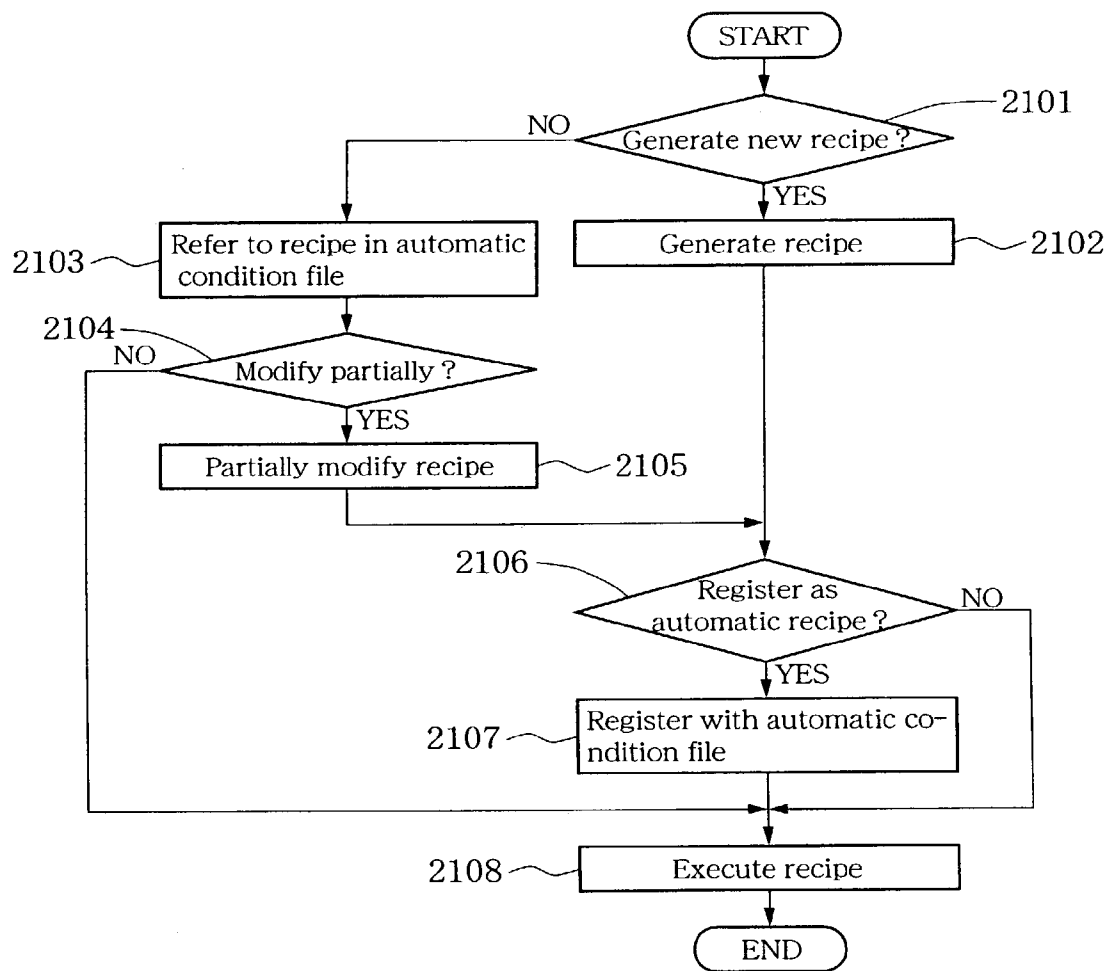 START
2101
NO
Generate new recipe?
YES
Refer to recipe in automatic
condition file
2103
Generate recipe
2102
2104
NO
Modify partially?
YES
Partially modify recipe
2105
2106
Register as
automatic recipe?
NO
YES
2107
Register with automatic co-
ndition file
2108
Execute recipe
END